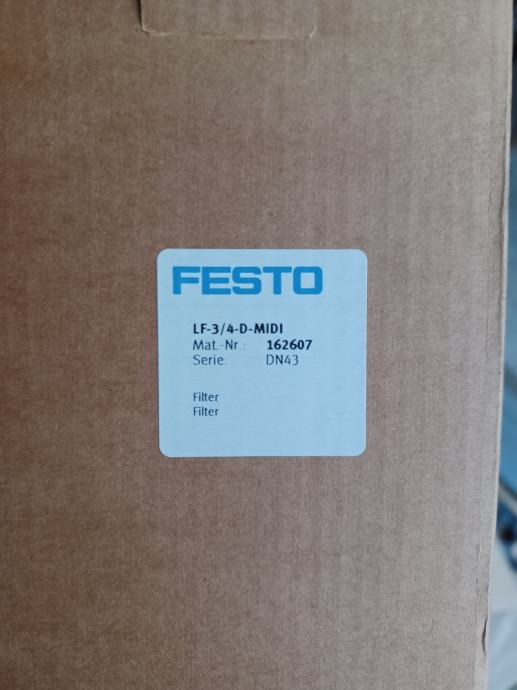 FESTO
LF-3/4-D-MIDI
Mat.-Nr.: 162607
Serie: DN43
Filter
Filter